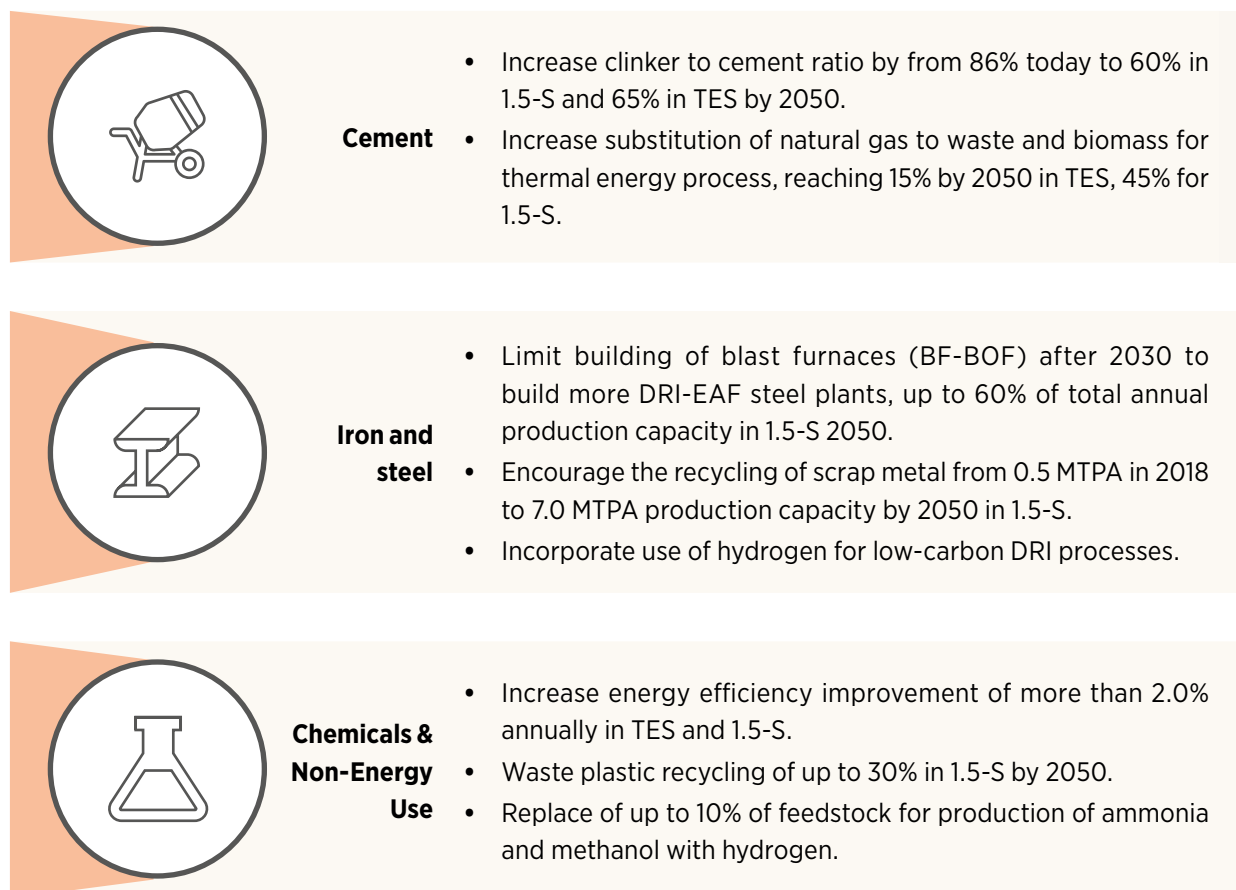 Cement
• Increase clinker to cement ratio by from 86% today to 60% in
1.5-S and 65% in TES by 2050.
• Increase substitution of natural gas to waste and biomass for
thermal energy process, reaching 15% by 2050 in TES, 45% for
1.5-S.
Iron and
steel
• Limit building of blast furnaces (BF-BOF) after 2030 to
build more DRI-EAF steel plants, up to 60% of total annual
production capacity in 1.5-S 2050.
• Encourage the recycling of scrap metal from 0.5 MTPA in 2018
to 7.0 MTPA production capacity by 2050 in 1.5-S.
• Incorporate use of hydrogen for low-carbon DRI processes.
Chemicals &
Non-Energy
Use
• Increase energy efficiency improvement of more than 2.0%
annually in TES and 1.5-S.
• Waste plastic recycling of up to 30% in 1.5-S by 2050.
• Replace of up to 10% of feedstock for production of ammonia
and methanol with hydrogen.